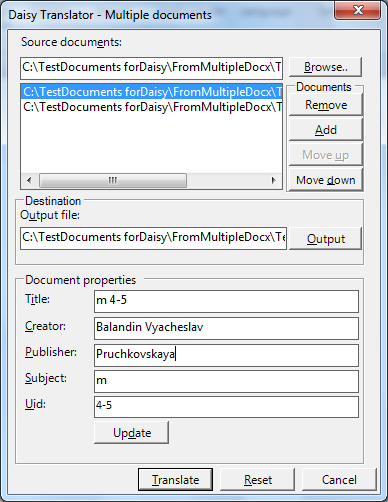 Daisy Translator - Multiple documents
Source documents:
C:\TestDocuments forDaisy\FromMultipleDocx\T
Browse..
Documents
C:\TestDocuments forDaisy\FromMultipleDocx\T
Remove
C:\TestDocuments forDaisy\FromMultipleDocx\T
Add
Move up
Move down
Destination
Output file:
C:\TestDocuments forDaisy\FromMultipleDocx\Te
Output
Document properties
Title: m 4-5
Creator: Balandin Vyacheslav
Publisher: Pruchkovskaya
Subject: m
Uid: 4-5
Update
Translate Reset Cancel